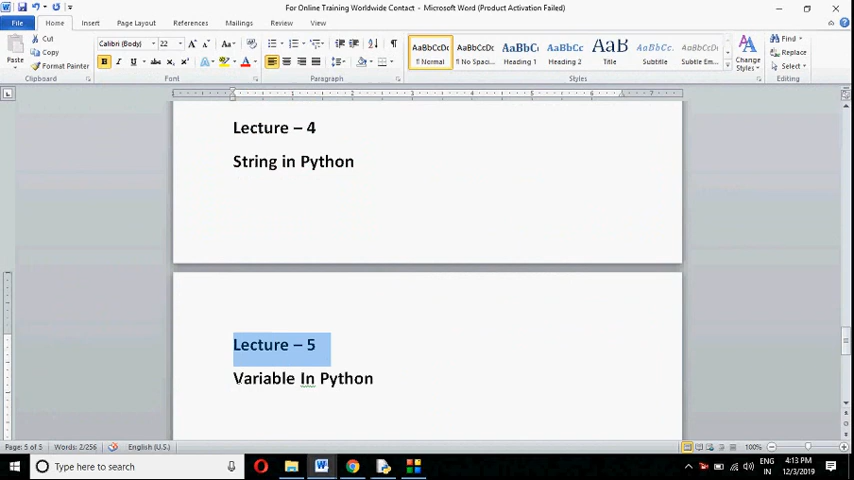 For Online Training Worldwide Contact - Microsoft Word (Product Activation Failed)
File Home Insert Page Layout References Mailings Review View
Paste
Cut
Copy
Format Painter
Calibri (Body) 22
AaBbCcDc AaBbCcDc AaBbC AaBbCc AaB AaBbCc. AaBbCcDc
¶ Normal ¶ No Spaci... Heading 1 Heading 2 Title Subtitle Subtle Em...
Change Styles
Find
Replace
Select
Clipboard Font Paragraph Styles Editing
Lecture – 4
String in Python
Lecture – 5
Variable In Python
Page: 5 of 5 Words: 2/256 English (U.S.) 100%
Type here to search
ENG
IN
4:13 PM
12/3/2019